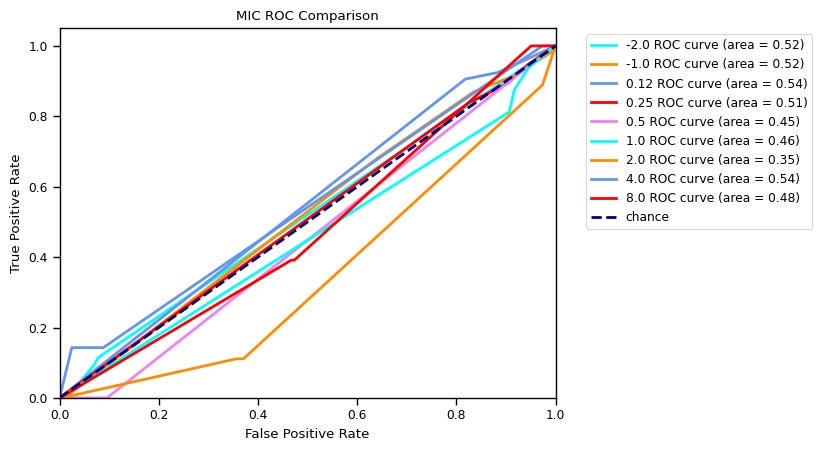 MIC ROC Comparison
1.0
0.8
0.6
0.4
0.2
0.0
True Positive Rate
0.0 0.2 0.4 0.6 0.8 1.0
False Positive Rate
-2.0 ROC curve (area = 0.52)
-1.0 ROC curve (area = 0.52)
0.12 ROC curve (area = 0.54)
0.25 ROC curve (area = 0.51)
0.5 ROC curve (area = 0.45)
1.0 ROC curve (area = 0.46)
2.0 ROC curve (area = 0.35)
4.0 ROC curve (area = 0.54)
8.0 ROC curve (area = 0.48)
chance